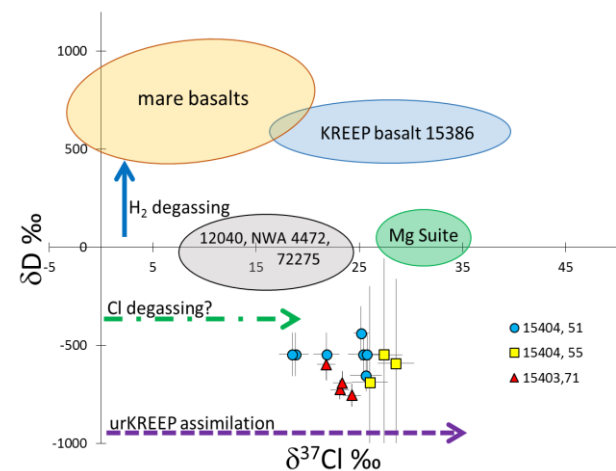 1000
mare basalts
KREEP basalt 15386
500
H₂ degassing
12040, NWA 4472,
72275
Mg Suite
δD ‰
0
-5
5
15
25
35
45
Cl degassing?
15404, 51
-500
15404, 55
15403,71
urKREEP assimilation
-1000
δ³⁷Cl ‰